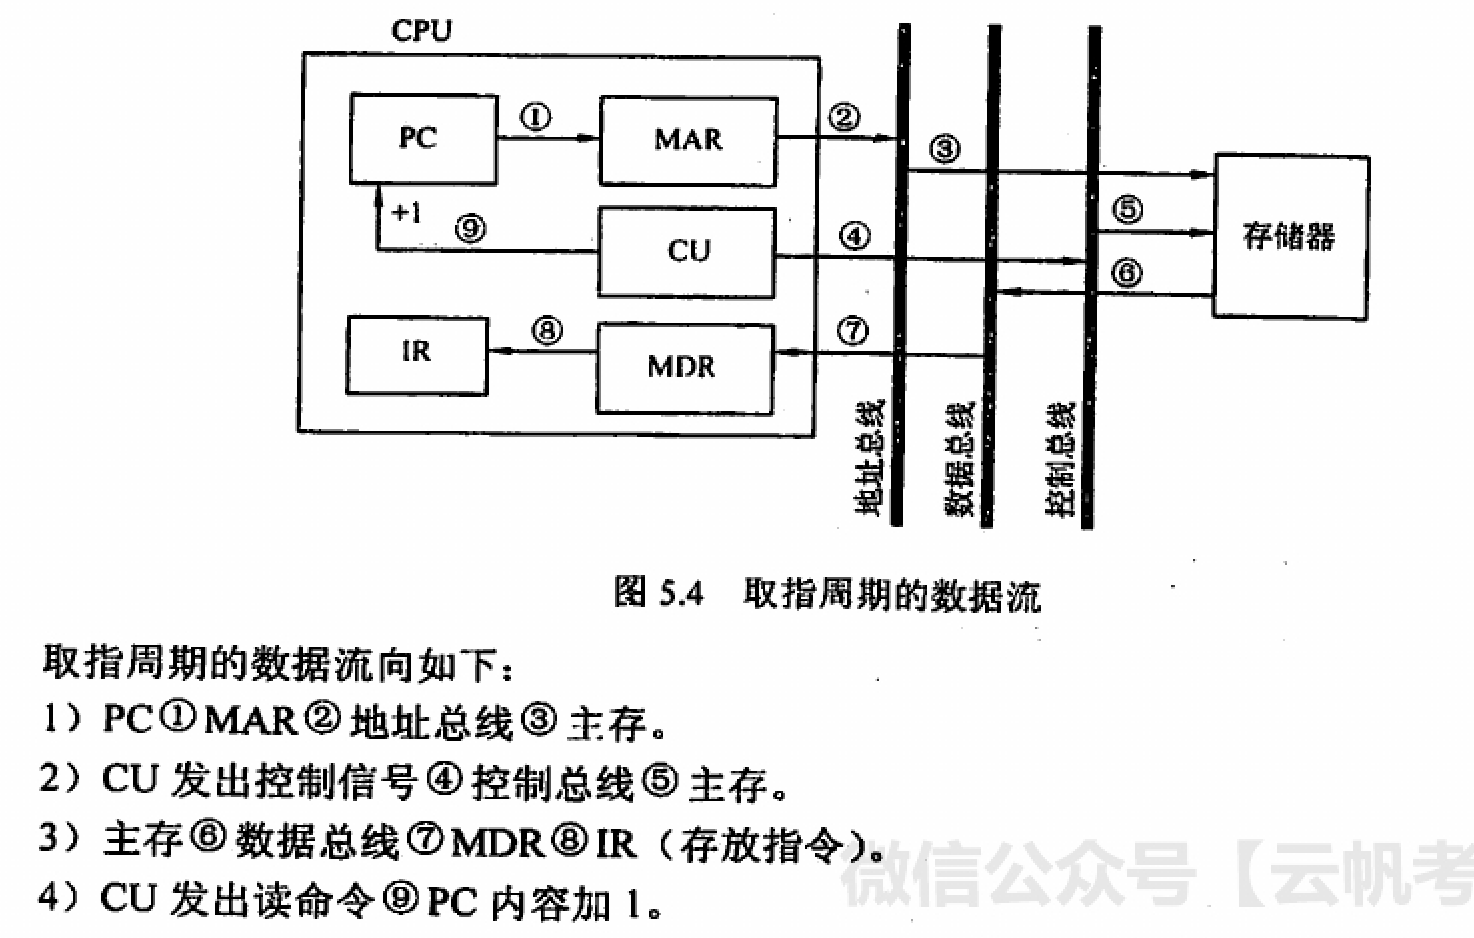 CPU
PC
①
MAR
②
③
+1
⑨
CU
④
⑤
⑥
存储器
IR
⑧
MDR
⑦
地址总线
数据总线
控制总线
图 5.4 取指周期的数据流
取指周期的数据流向如下：
1）PC①MAR②地址总线③主存。
2）CU 发出控制信号④控制总线⑤主存。
3）主存⑥数据总线⑦MDR⑧IR（存放指令）。
4）CU 发出读命令⑨PC 内容加 1。
微信公众号【云帆考